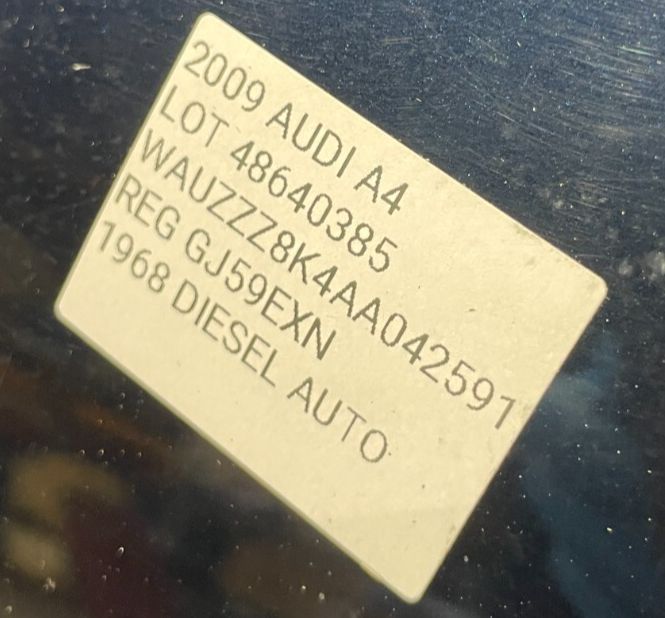 2009 AUDI A4
LOT 48640385
WAUZZZ8K4AA042591
REG GJ59EXN
1968 DIESEL AUTO